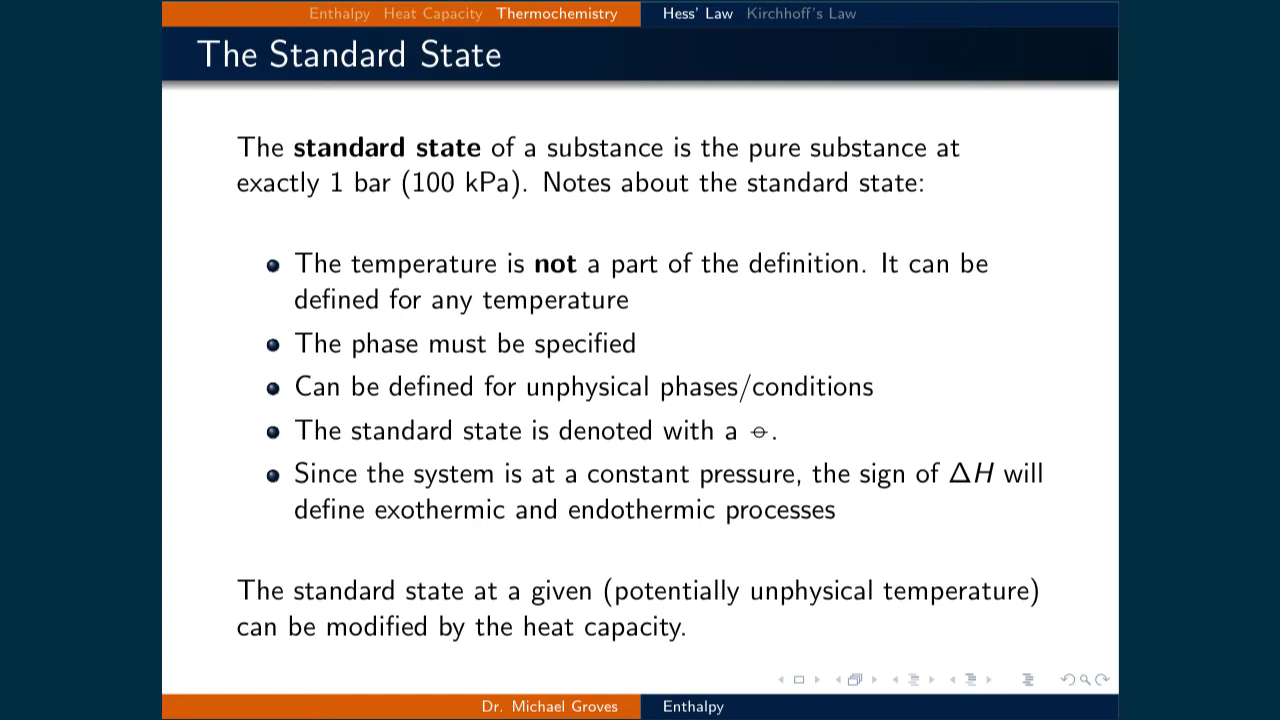 Enthalpy Heat Capacity Thermochemistry Hess' Law Kirchhoff's Law
The Standard State
The standard state of a substance is the pure substance at
exactly 1 bar (100 kPa). Notes about the standard state:
The temperature is not a part of the definition. It can be
defined for any temperature
The phase must be specified
Can be defined for unphysical phases/conditions
The standard state is denoted with a ⦵.
Since the system is at a constant pressure, the sign of ΔH will
define exothermic and endothermic processes
The standard state at a given (potentially unphysical temperature)
can be modified by the heat capacity.
Dr. Michael Groves Enthalpy